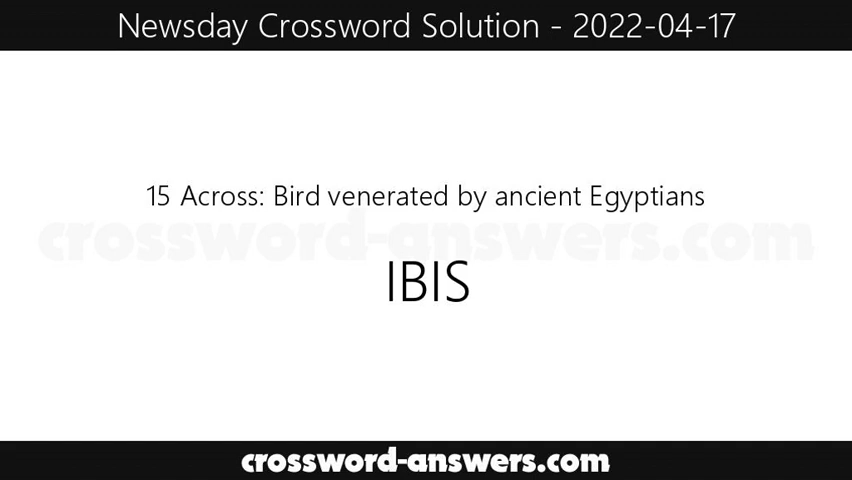 Newsday Crossword Solution - 2022-04-17
15 Across: Bird venerated by ancient Egyptians
crossword-answers.com
IBIS
crossword-answers.com